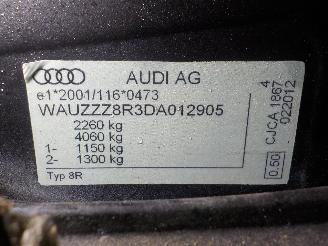 AUDI AG
e1*2001/116*0473
WAUZZZ8R3DA012905
2260 kg
4060 kg
1- 1150 kg
2- 1300 kg
Typ 8R
4
CJCA 1867
022012
0.50